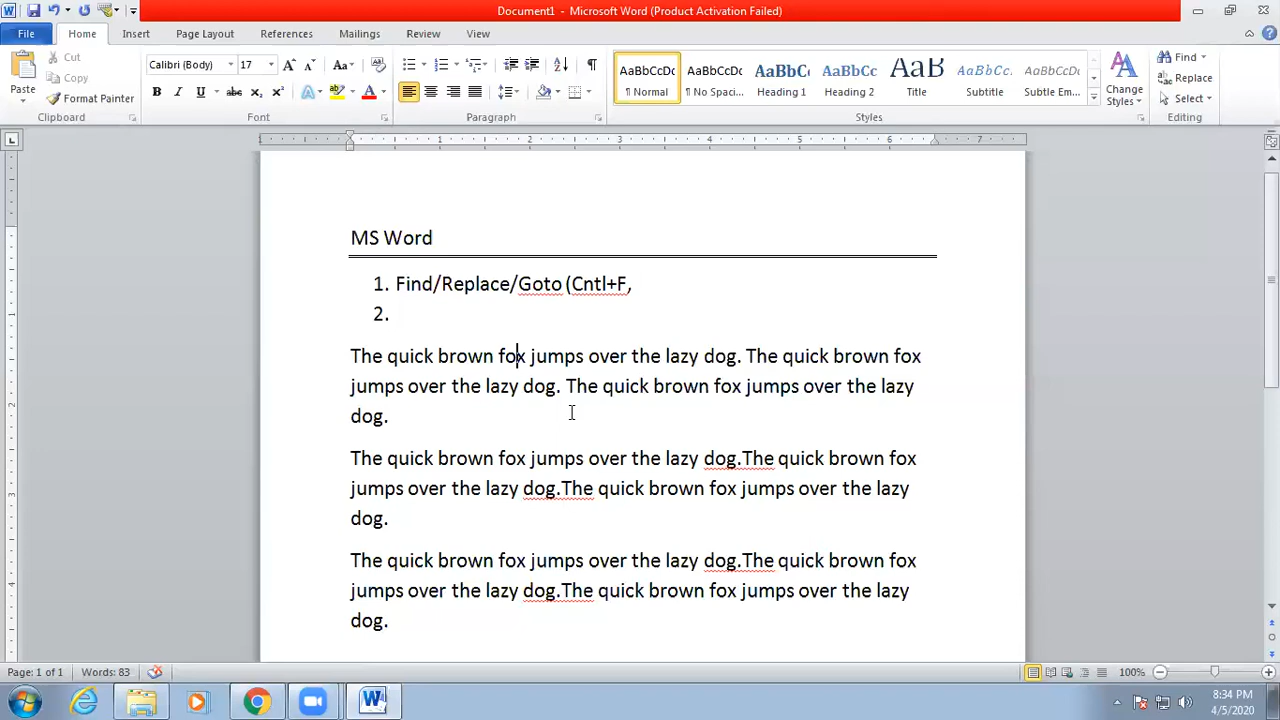 Document1 - Microsoft Word (Product Activation Failed)
File Home Insert Page Layout References Mailings Review View
Paste
Cut
Copy
Format Painter
Clipboard
Calibri (Body) 17
Font
Paragraph
AaBbCcDc AaBbCcDc AaBbC AaBbCc AaB AaBbCcD AaBbCcDc
¶ Normal ¶ No Spaci... Heading 1 Heading 2 Title Subtitle Subtle Em...
Change Styles
Styles
Find
Replace
Select
Editing
MS Word
1. Find/Replace/Goto (Cntl+F,
2.
The quick brown fox jumps over the lazy dog. The quick brown fox
jumps over the lazy dog. The quick brown fox jumps over the lazy
dog.
The quick brown fox jumps over the lazy dog.The quick brown fox
jumps over the lazy dog.The quick brown fox jumps over the lazy
dog.
The quick brown fox jumps over the lazy dog.The quick brown fox
jumps over the lazy dog.The quick brown fox jumps over the lazy
dog.
Page: 1 of 1 Words: 83 100%
8:34 PM
4/5/2020